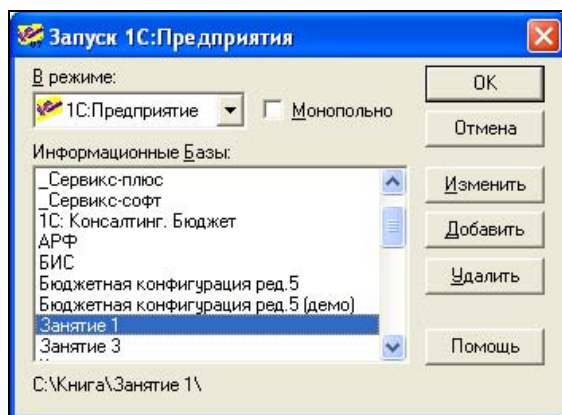 Запуск 1С:Предприятия
В режиме:
1С:Предприятие
Монопольно
OK
Отмена
Информационные Базы:
_Сервикс-плюс
_Сервикс-софт
1С: Консалтинг. Бюджет
АРФ
БИС
Бюджетная конфигурация ред.5
Бюджетная конфигурация ред.5 (демо)
Занятие 1
Занятие 3
Изменить
Добавить
Удалить
Помощь
C:\Книга\Занятие 1\